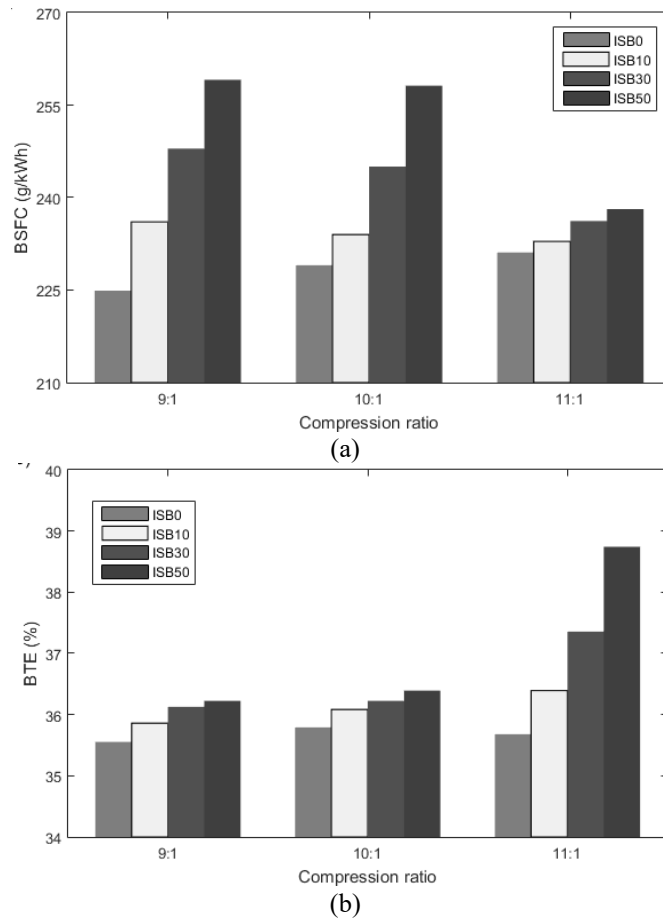 270
255
240
225
210
BSFC (g/kWh)
ISB0
ISB10
ISB30
ISB50
9:1
10:1
11:1
Compression ratio
(a)
40
39
38
37
36
35
34
BTE (%)
ISB0
ISB10
ISB30
ISB50
9:1
10:1
11:1
Compression ratio
(b)